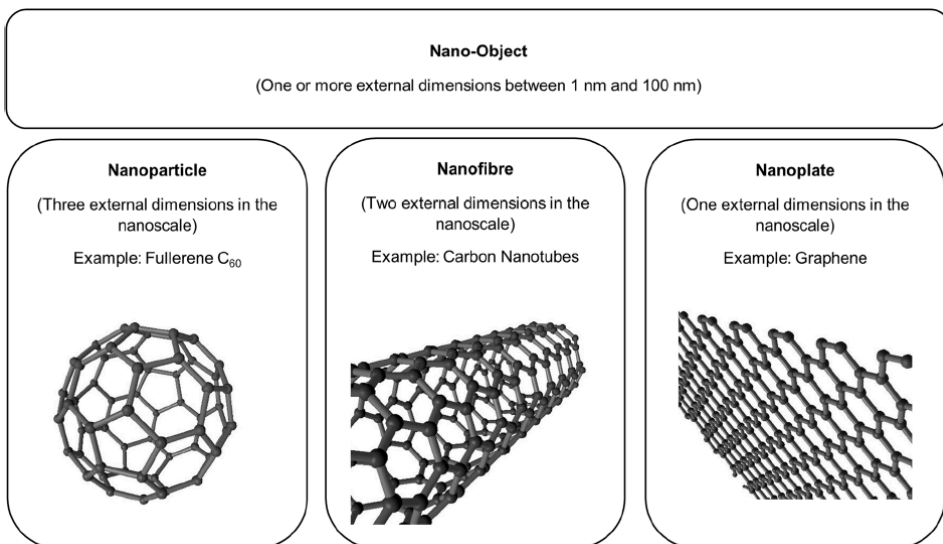 Nano-Object
(One or more external dimensions between 1 nm and 100 nm)
Nanoparticle
(Three external dimensions in the
nanoscale)
Example: Fullerene C₆₀
Nanofibre
(Two external dimensions in the
nanoscale)
Example: Carbon Nanotubes
Nanoplate
(One external dimensions in the
nanoscale)
Example: Graphene